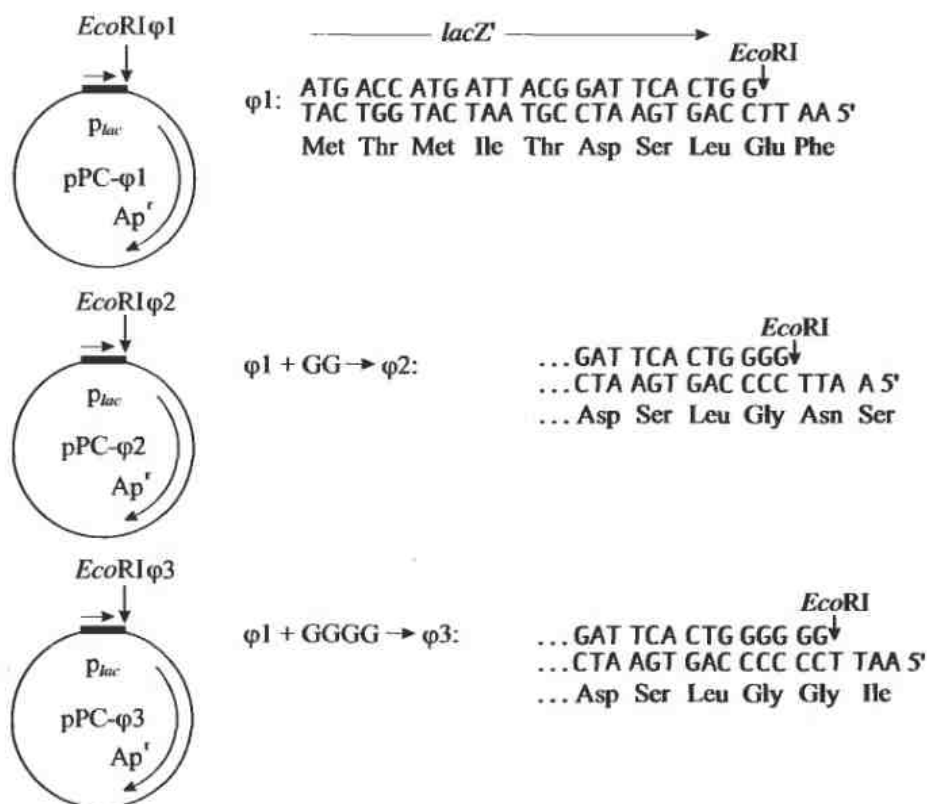 EcoRIφ1
p_lac
pPC-φ1
Ap^r
lacZ'
EcoRI
φ1: ATG ACC ATG ATT ACG GAT TCA CTG G
TAC TGG TAC TAA TGC CTA AGT GAC CTT AA 5'
Met Thr Met Ile Thr Asp Ser Leu Glu Phe
EcoRIφ2
p_lac
pPC-φ2
Ap^r
φ1 + GG → φ2:
EcoRI
...GAT TCA CTG GGG
...CTA AGT GAC CCC TTA A 5'
...Asp Ser Leu Gly Asn Ser
EcoRIφ3
p_lac
pPC-φ3
Ap^r
φ1 + GGGG → φ3:
EcoRI
...GAT TCA CTG GGG GG
...CTA AGT GAC CCC CCT TAA 5'
...Asp Ser Leu Gly Gly Ile